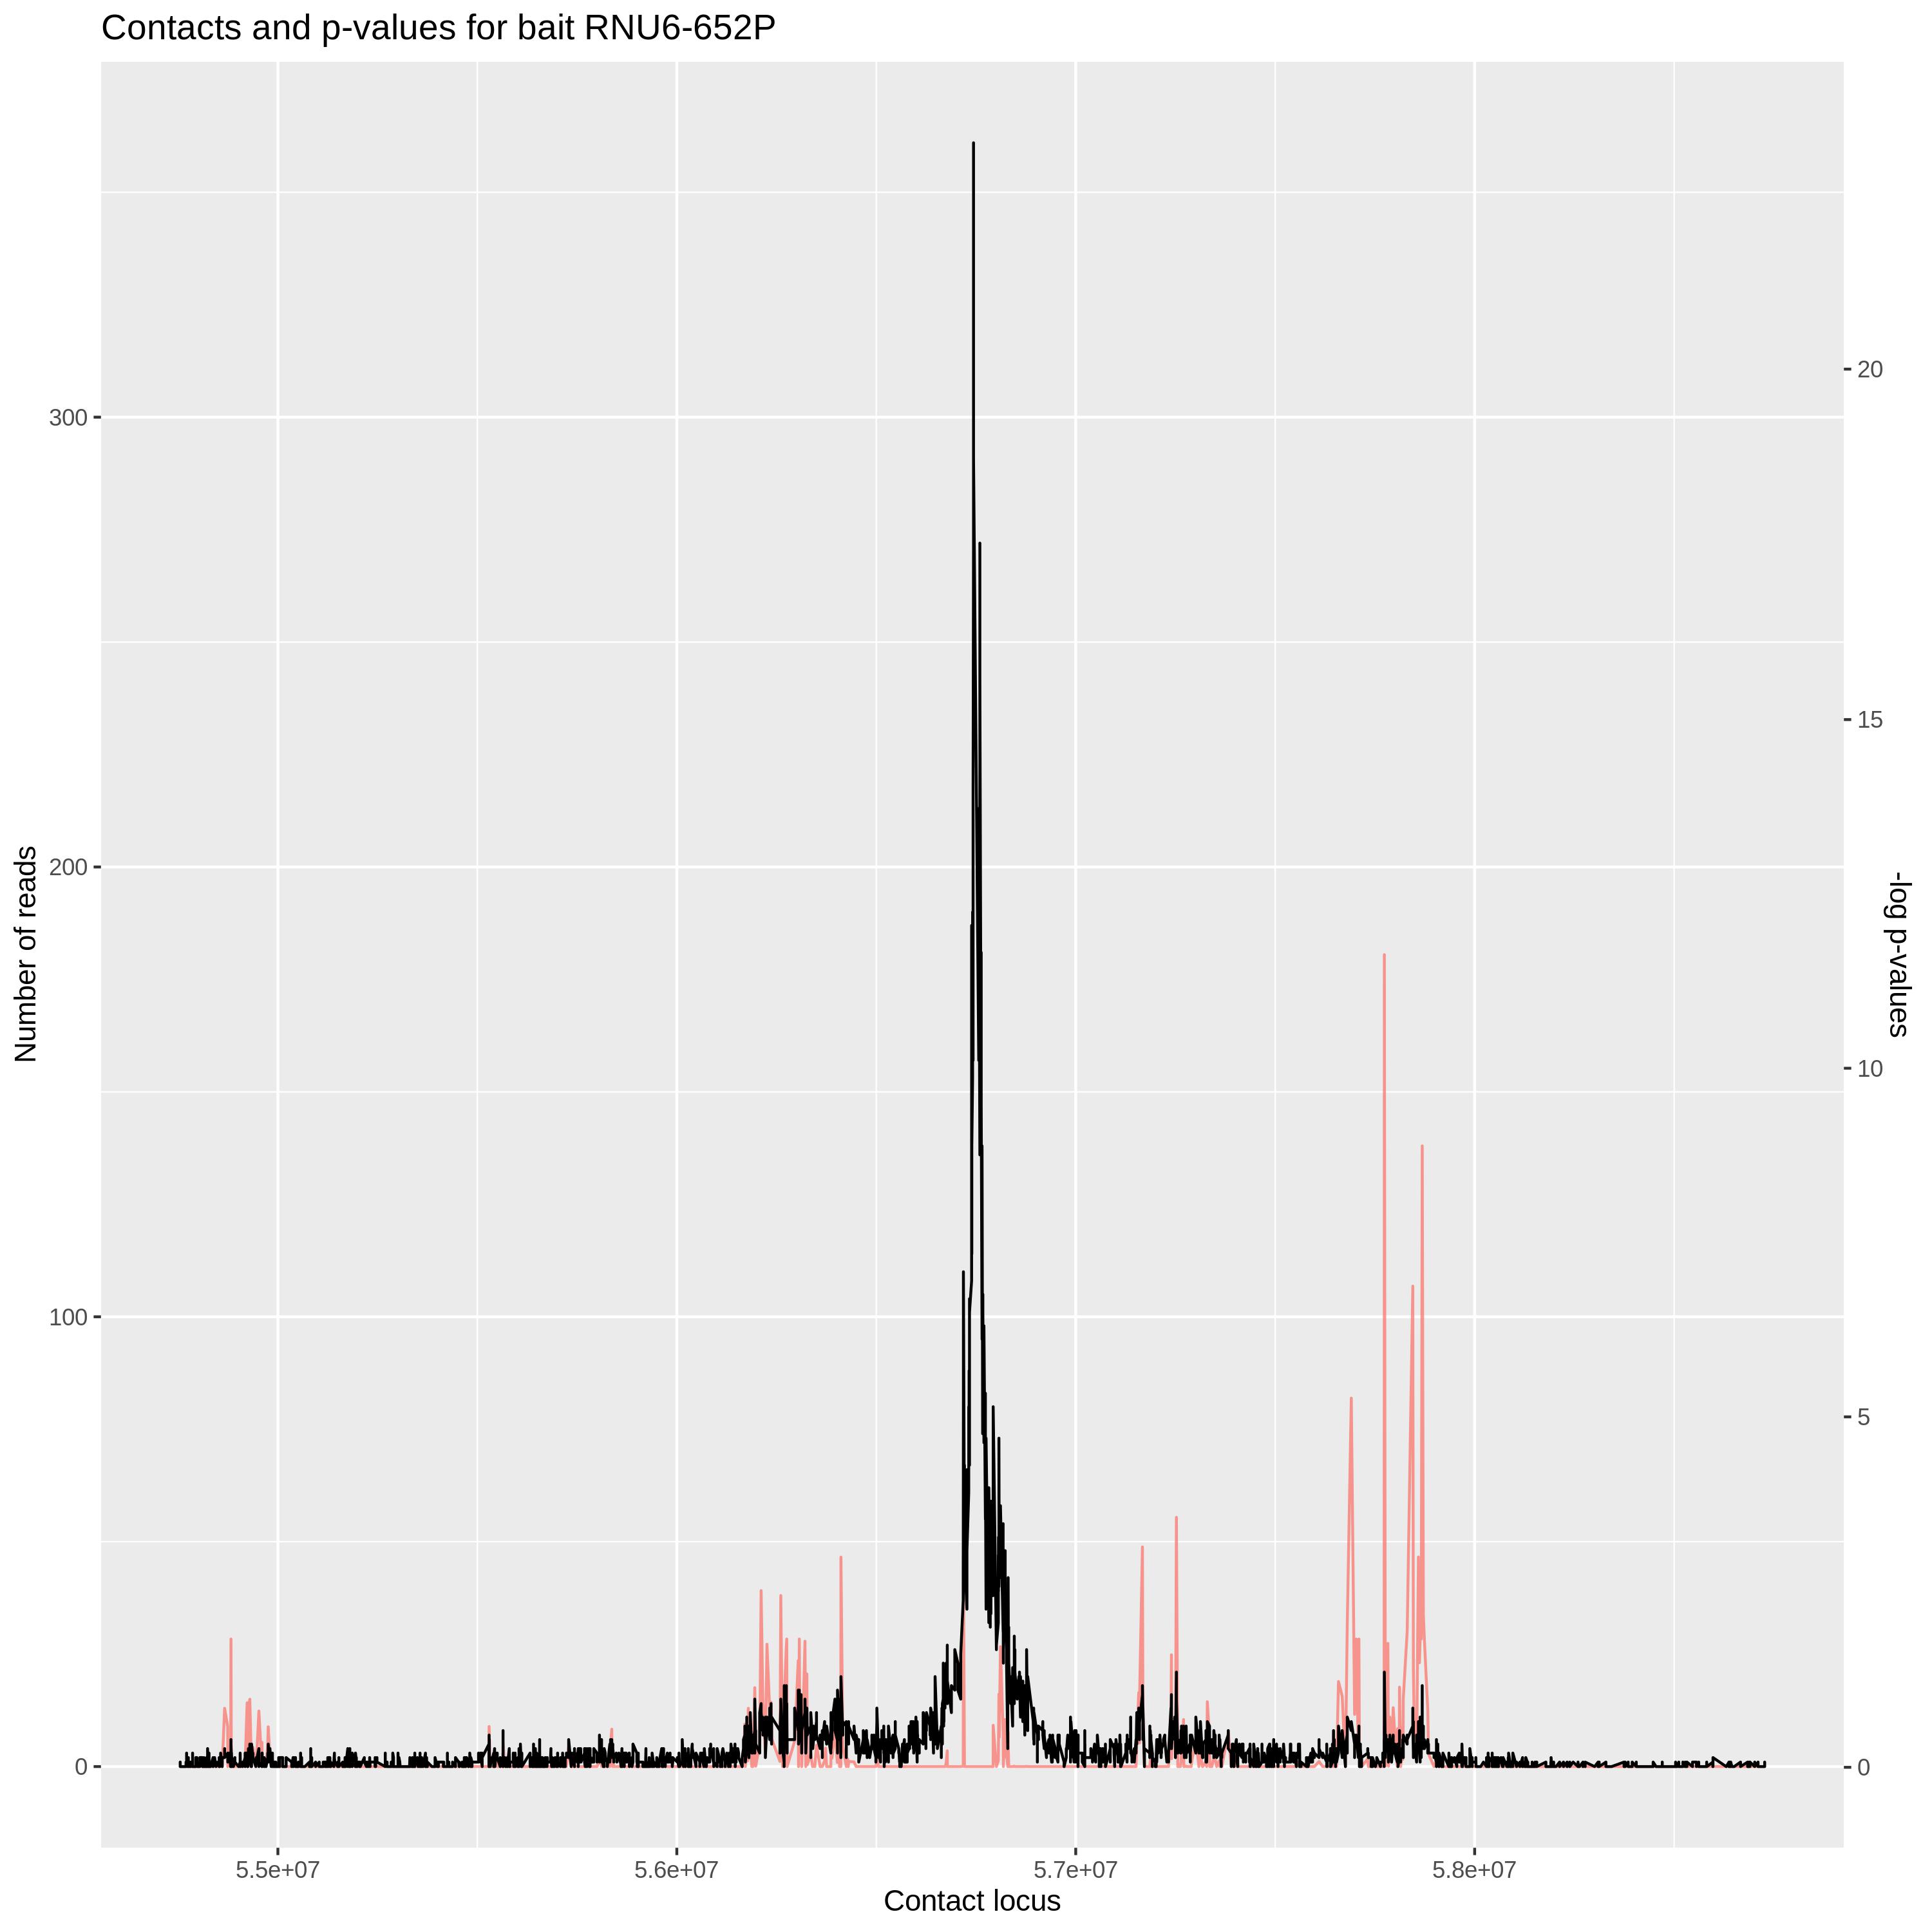 Contacts and p-values for bait RNU6-652P
Number of reads
300
200
100
0
20
15
10
5
0
-log p-values
5.5e+07 5.6e+07 5.7e+07 5.8e+07
Contact locus